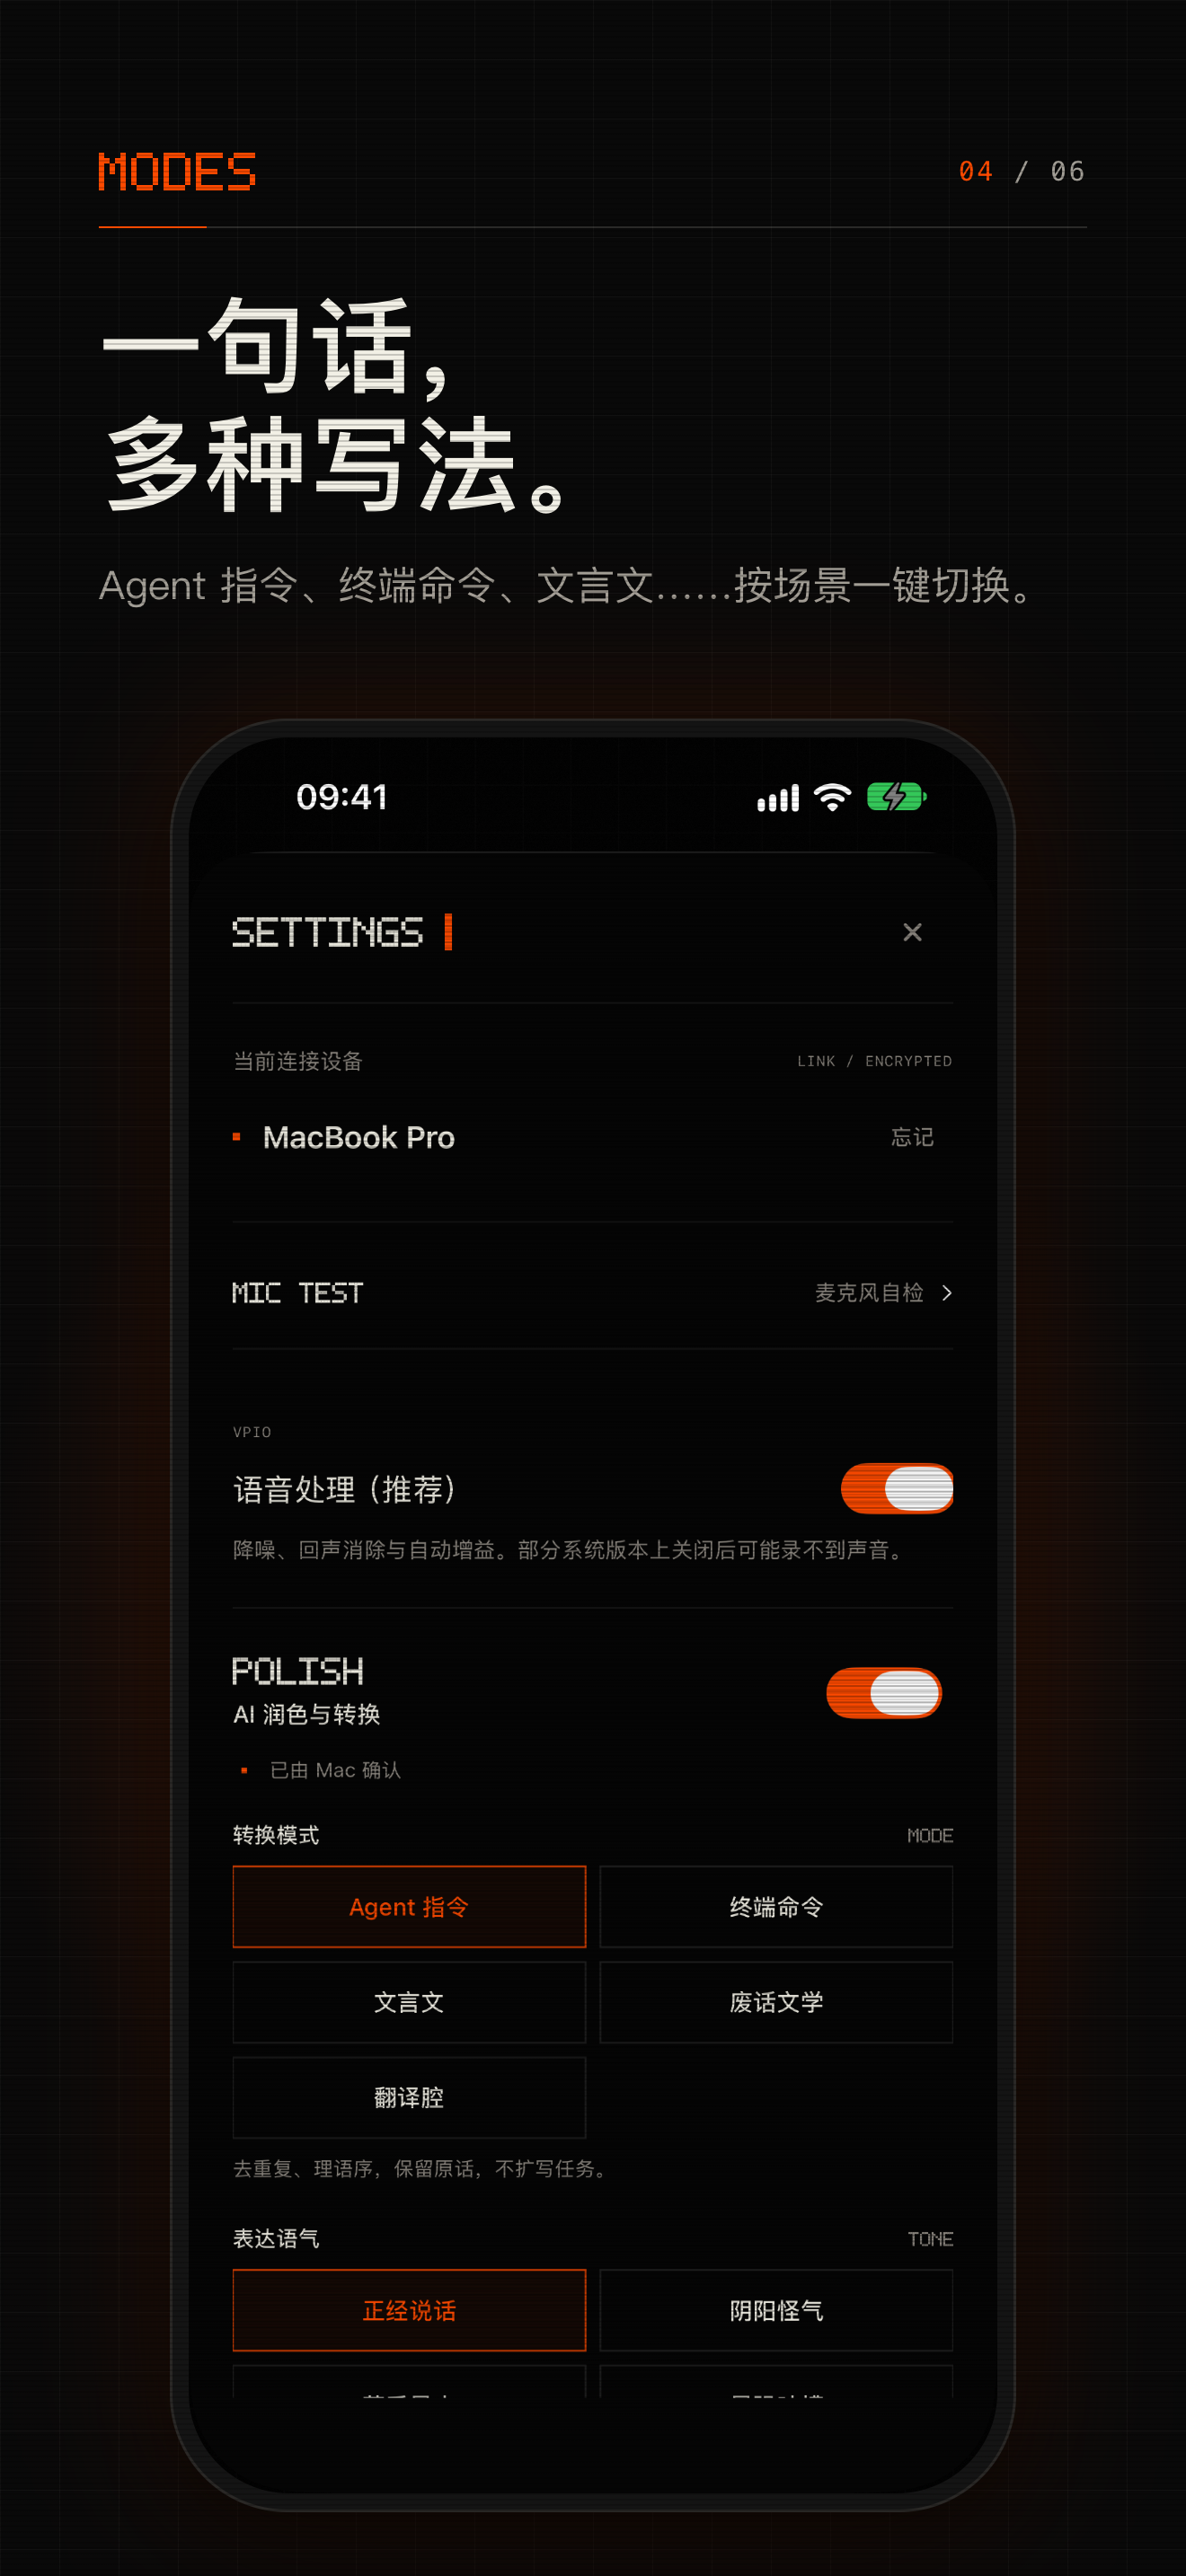 MODES
04 / 06
一句话，
多种写法。
Agent 指令、终端命令、文言文……按场景一键切换。
09:41
SETTINGS
当前连接设备
LINK / ENCRYPTED
MacBook Pro
忘记
MIC TEST
麦克风自检
VPIO
语音处理（推荐）
降噪、回声消除与自动增益。部分系统版本上关闭后可能录不到声音。
POLISH
AI 润色与转换
已由 Mac 确认
转换模式
MODE
Agent 指令
终端命令
文言文
废话文学
翻译腔
去重复、理语序，保留原话，不扩写任务。
表达语气
TONE
正经说话
阴阳怪气